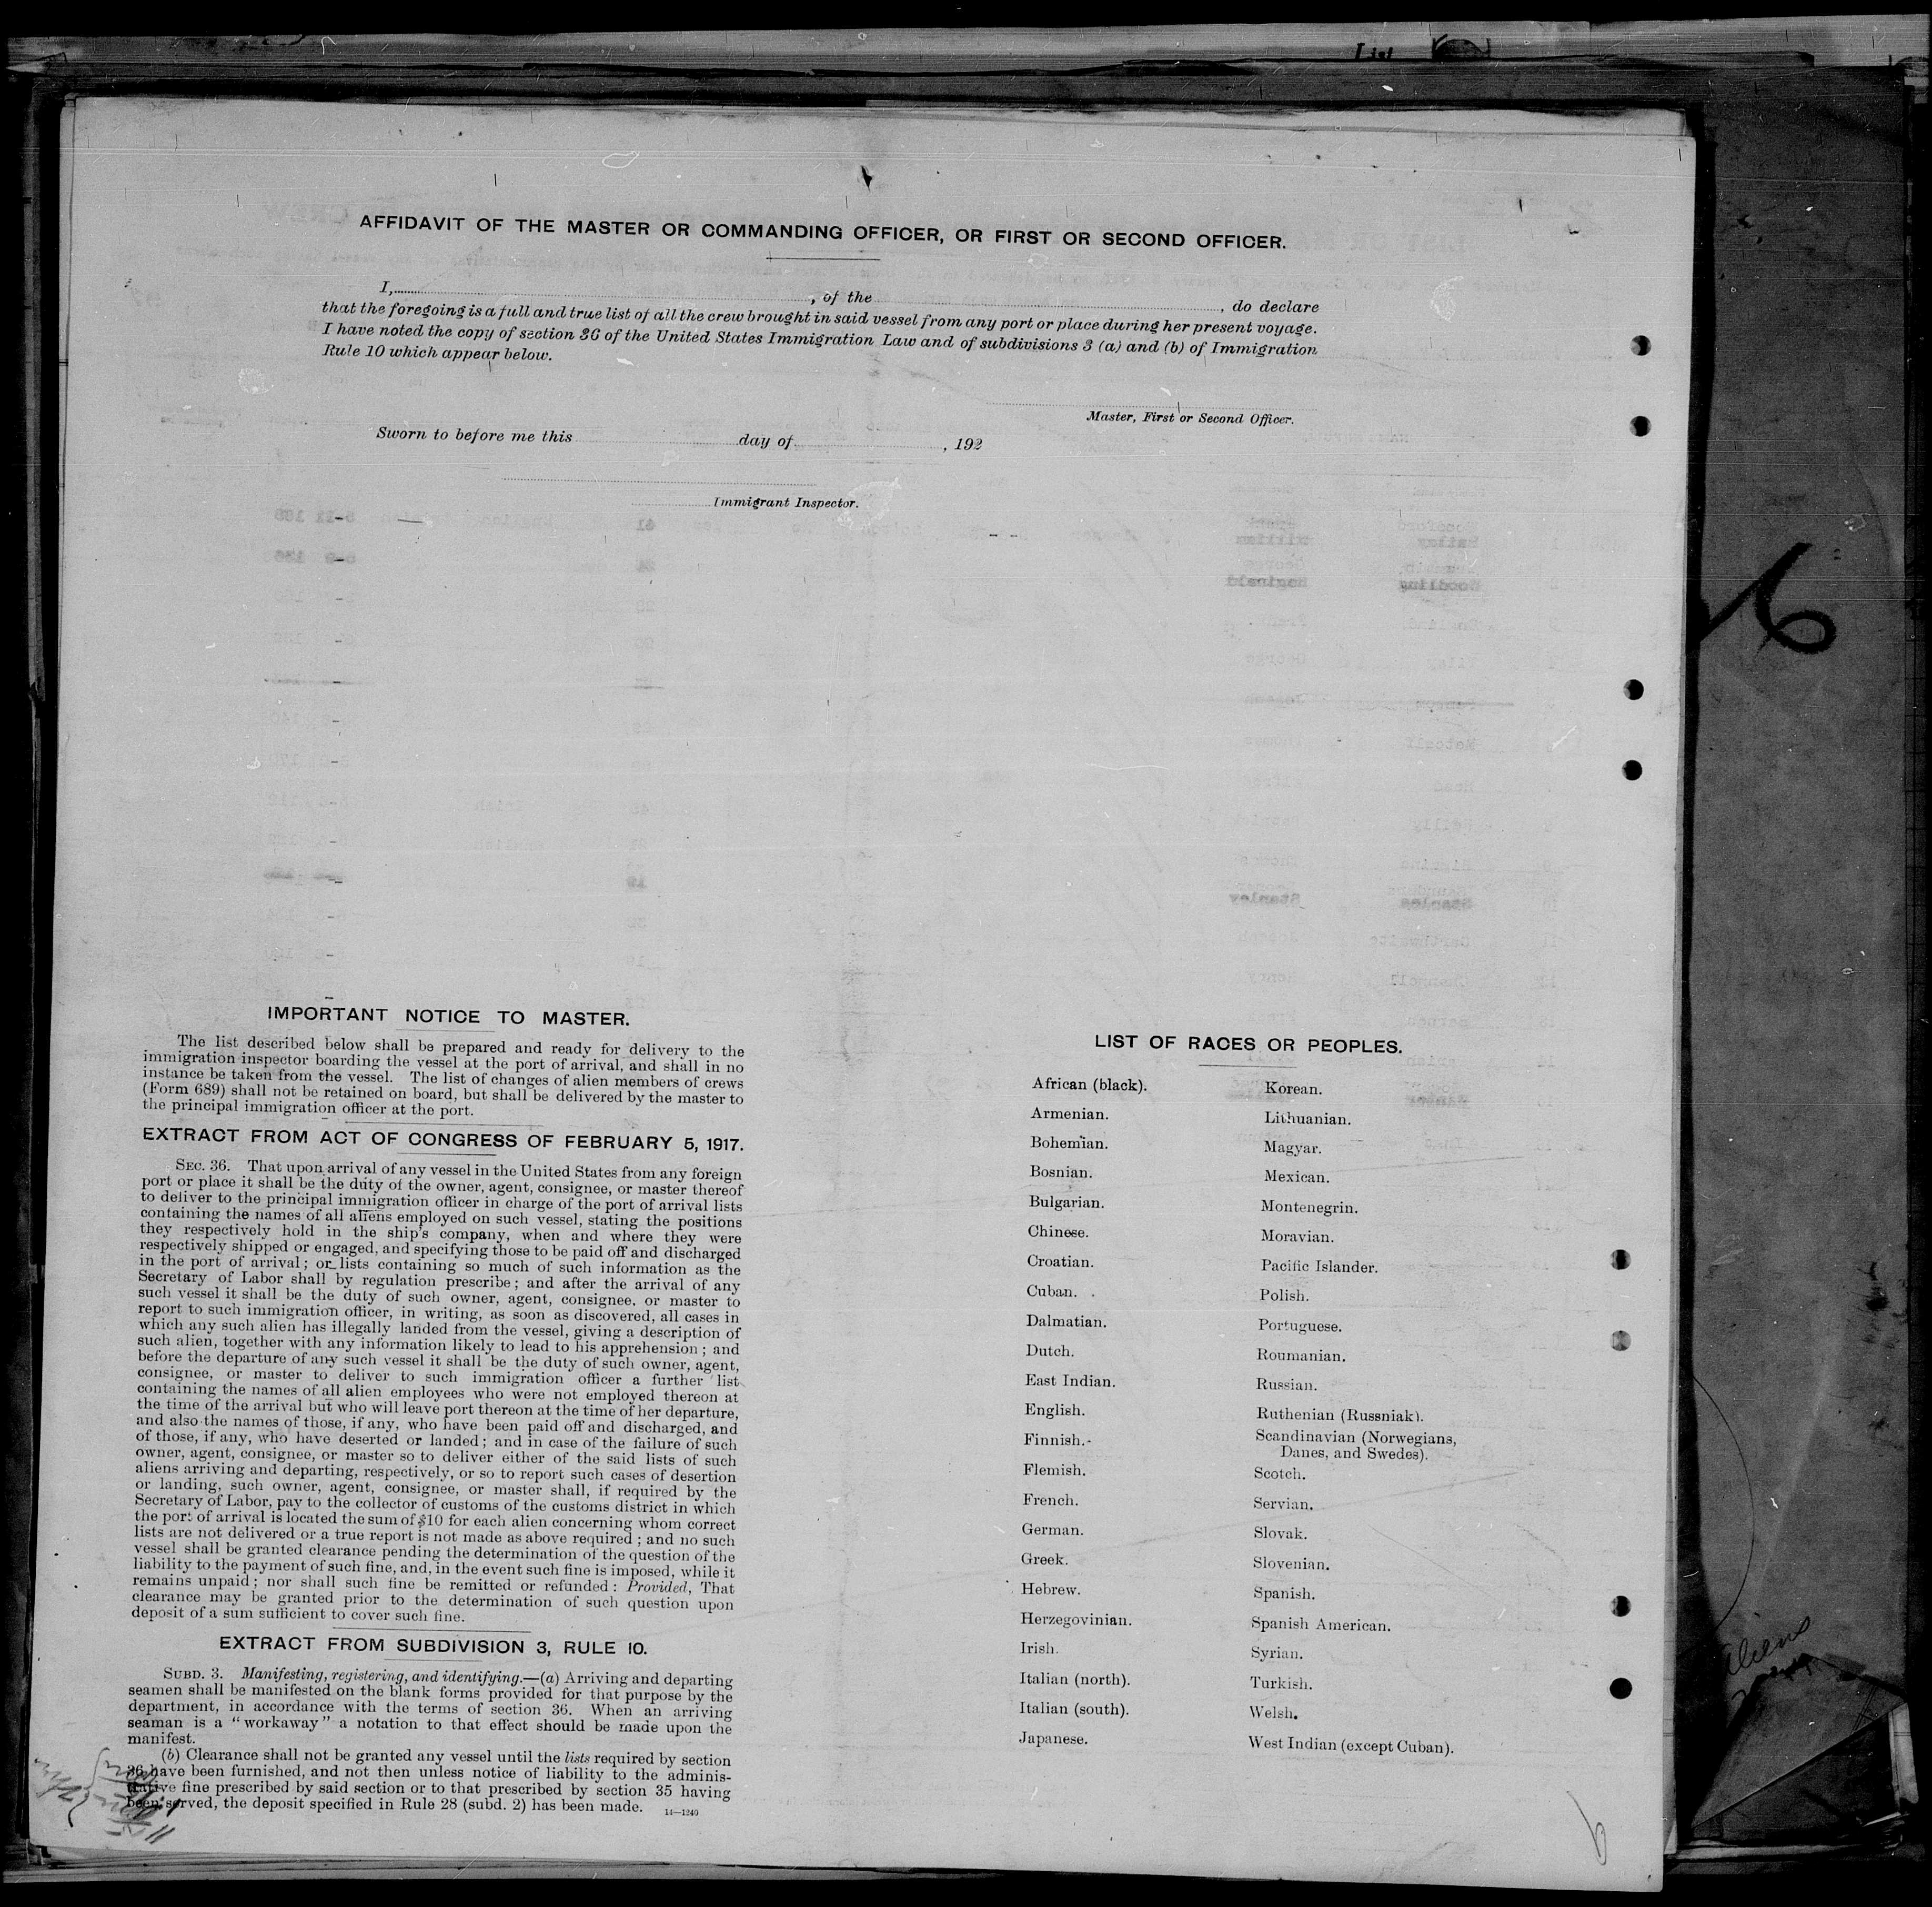 List
AFFIDAVIT OF THE MASTER OR COMMANDING OFFICER, OR FIRST OR SECOND OFFICER.
I, , of the , do declare
that the foregoing is a full and true list of all the crew brought in said vessel from any port or place during her present voyage.
I have noted the copy of section 36 of the United States Immigration Law and of subdivisions 3 (a) and (b) of Immigration
Rule 10 which appear below.
Master, First or Second Officer.
Sworn to before me this day of , 192
Immigrant Inspector.
6
IMPORTANT NOTICE TO MASTER.
The list described below shall be prepared and ready for delivery to the
immigration inspector boarding the vessel at the port of arrival, and shall in no
instance be taken from the vessel. The list of changes of alien members of crews
(Form 689) shall not be retained on board, but shall be delivered by the master to
the principal immigration officer at the port.
EXTRACT FROM ACT OF CONGRESS OF FEBRUARY 5, 1917.
SEC. 36. That upon arrival of any vessel in the United States from any foreign
port or place it shall be the duty of the owner, agent, consignee, or master thereof
to deliver to the principal immigration officer in charge of the port of arrival lists
containing the names of all aliens employed on such vessel, stating the positions
they respectively hold in the ship's company, when and where they were
respectively shipped or engaged, and specifying those to be paid off and discharged
in the port of arrival; or lists containing so much of such information as the
Secretary of Labor shall by regulation prescribe; and after the arrival of any
such vessel it shall be the duty of such owner, agent, consignee, or master to
report to such immigration officer, in writing, as soon as discovered, all cases in
which any such alien has illegally landed from the vessel, giving a description of
such alien, together with any information likely to lead to his apprehension; and
before the departure of any such vessel it shall be the duty of such owner, agent,
consignee, or master to deliver to such immigration officer a further list
containing the names of all alien employees who were not employed thereon at
the time of the arrival but who will leave port thereon at the time of her departure,
and also the names of those, if any, who have been paid off and discharged, and
of those, if any, who have deserted or landed; and in case of the failure of such
owner, agent, consignee, or master so to deliver either of the said lists of such
aliens arriving and departing, respectively, or so to report such cases of desertion
or landing, such owner, agent, consignee, or master shall, if required by the
Secretary of Labor, pay to the collector of customs of the customs district in which
the port of arrival is located the sum of $10 for each alien concerning whom correct
lists are not delivered or a true report is not made as above required; and no such
vessel shall be granted clearance pending the determination of the question of the
liability to the payment of such fine, and, in the event such fine is imposed, while it
remains unpaid; nor shall such fine be remitted or refunded: Provided, That
clearance may be granted prior to the determination of such question upon
deposit of a sum sufficient to cover such fine.
EXTRACT FROM SUBDIVISION 3, RULE 10.
SUBD. 3. Manifesting, registering, and identifying.—(a) Arriving and departing
seamen shall be manifested on the blank forms provided for that purpose by the
department, in accordance with the terms of section 36. When an arriving
seaman is a "workaway" a notation to that effect should be made upon the
manifest.
(b) Clearance shall not be granted any vessel until the lists required by section
36 have been furnished, and not then unless notice of liability to the adminis-
trative fine prescribed by said section or to that prescribed by section 35 having
been served, the deposit specified in Rule 28 (subd. 2) has been made. 14—1240
LIST OF RACES OR PEOPLES.
African (black).
Armenian.
Bohemian.
Bosnian.
Bulgarian.
Chinese.
Croatian.
Cuban.
Dalmatian.
Dutch.
East Indian.
English.
Finnish.
Flemish.
French.
German.
Greek.
Hebrew.
Herzegovinian.
Irish.
Italian (north).
Italian (south).
Japanese.
Korean.
Lithuanian.
Magyar.
Mexican.
Montenegrin.
Moravian.
Pacific Islander.
Polish.
Portuguese.
Roumanian.
Russian.
Ruthenian (Russniak).
Scandinavian (Norwegians,
Danes, and Swedes).
Scotch.
Servian.
Slovak.
Slovenian.
Spanish.
Spanish American.
Syrian.
Turkish.
Welsh.
West Indian (except Cuban).
Aliens
6